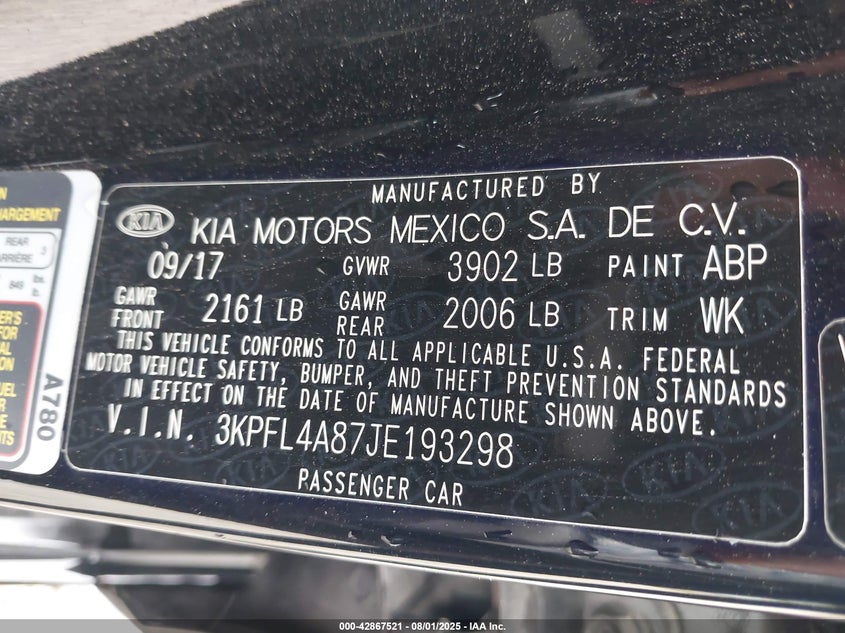 MANUFACTURED BY
KIA KIA MOTORS MEXICO S.A. DE C.V.
09/17 GVWR 3902 LB PAINT ABP
GAWR FRONT 2161 LB GAWR REAR 2006 LB TRIM WK
THIS VEHICLE CONFORMS TO ALL APPLICABLE U.S.A. FEDERAL
MOTOR VEHICLE SAFETY, BUMPER, AND THEFT PREVENTION STANDARDS
IN EFFECT ON THE DATE OF MANUFACTURE SHOWN ABOVE.
V.I.N. 3KPFL4A87JE193298
PASSENGER CAR
REAR
849
A780
000-42867521 - 08/01/2025 - IAA Inc.